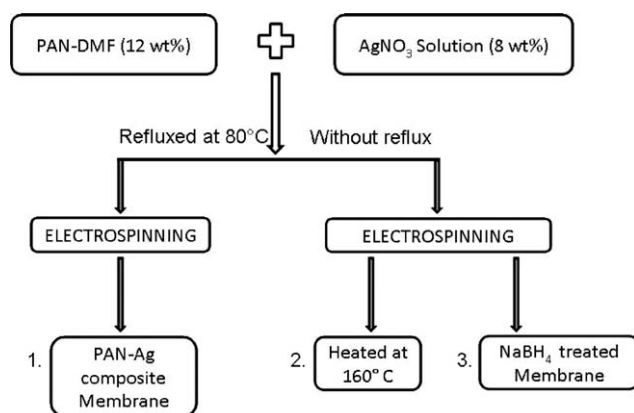 PAN-DMF (12 wt%)
AgNO₃ Solution (8 wt%)
Refluxed at 80°C
Without reflux
ELECTROSPINNING
ELECTROSPINNING
1.
PAN-Ag
composite
Membrane
2.
Heated at
160° C
3.
NaBH₄ treated
Membrane